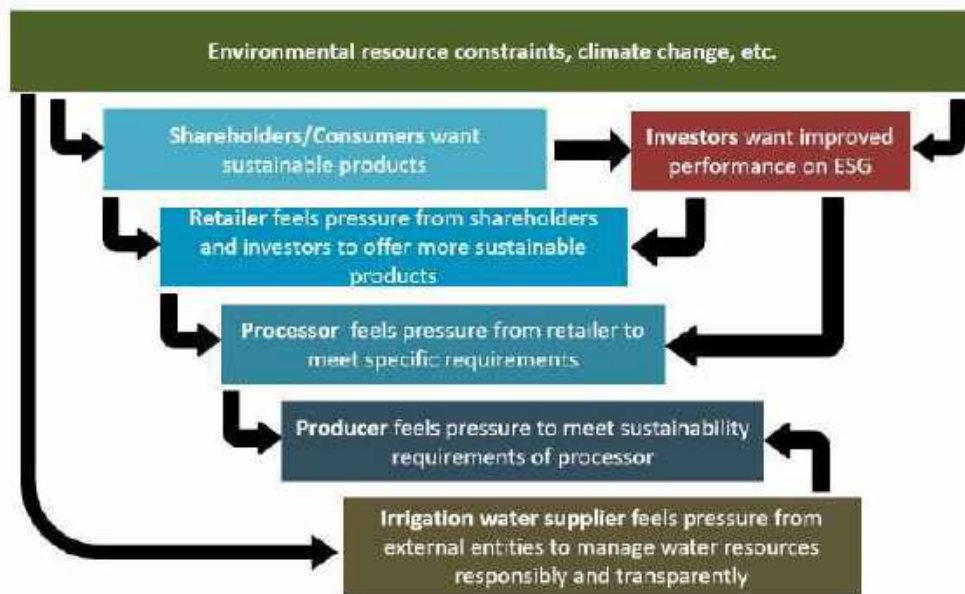 Environmental resource constraints, climate change, etc.
Shareholders/Consumers want
sustainable products
Investors want improved
performance on ESG
Retailer feels pressure from shareholders
and investors to offer more sustainable
products
Processor feels pressure from retailer to
meet specific requirements
Producer feels pressure to meet sustainability
requirements of processor
Irrigation water supplier feels pressure from
external entities to manage water resources
responsibly and transparently